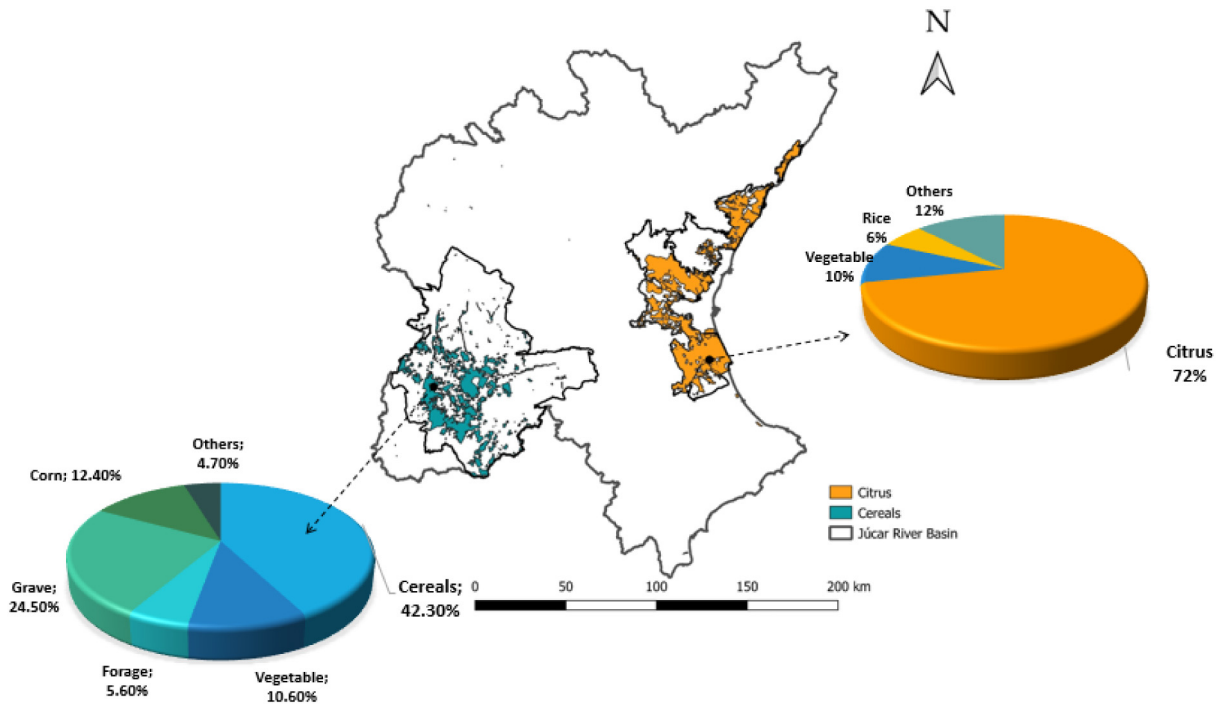 N
Others
12%
Rice
6%
Vegetable
10%
Citrus
72%
Others;
4.70%
Corn; 12.40%
Grave;
24.50%
Cereals;
42.30%
Forage;
5.60%
Vegetable;
10.60%
Citrus
Cereals
Júcar River Basin
0 50 100 150 200 km